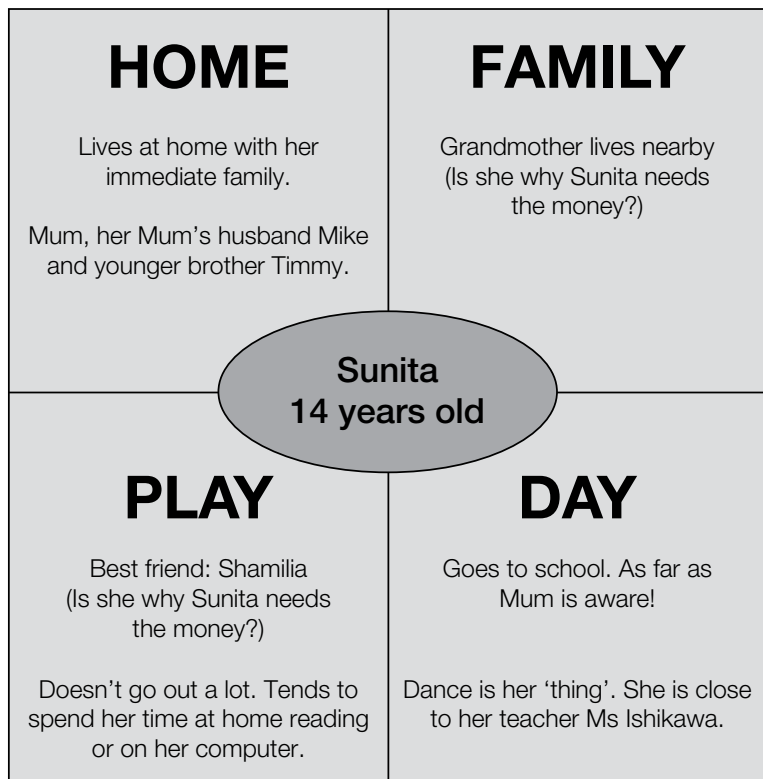 HOME
Lives at home with her
immediate family.
Mum, her Mum’s husband Mike
and younger brother Timmy.
FAMILY
Grandmother lives nearby
(Is she why Sunita needs
the money?)
Sunita
14 years old
PLAY
Best friend: Shamilia
(Is she why Sunita needs
the money?)
Doesn’t go out a lot. Tends to
spend her time at home reading
or on her computer.
DAY
Goes to school. As far as
Mum is aware!
Dance is her ‘thing’. She is close
to her teacher Ms Ishikawa.